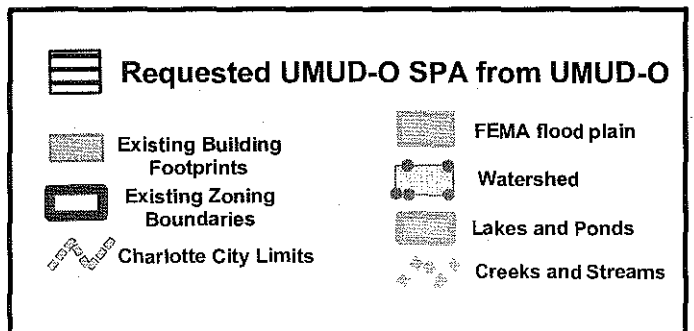 Requested UMUD-O SPA from UMUD-O
Existing Building
Footprints
Existing Zoning
Boundaries
Charlotte City Limits
FEMA flood plain
Watershed
Lakes and Ponds
Creeks and Streams